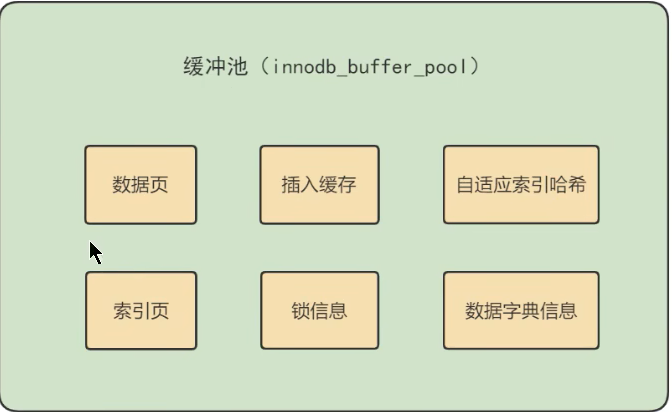 缓冲池（innodb_buffer_pool）
数据页
插入缓存
自适应索引哈希
索引页
锁信息
数据字典信息